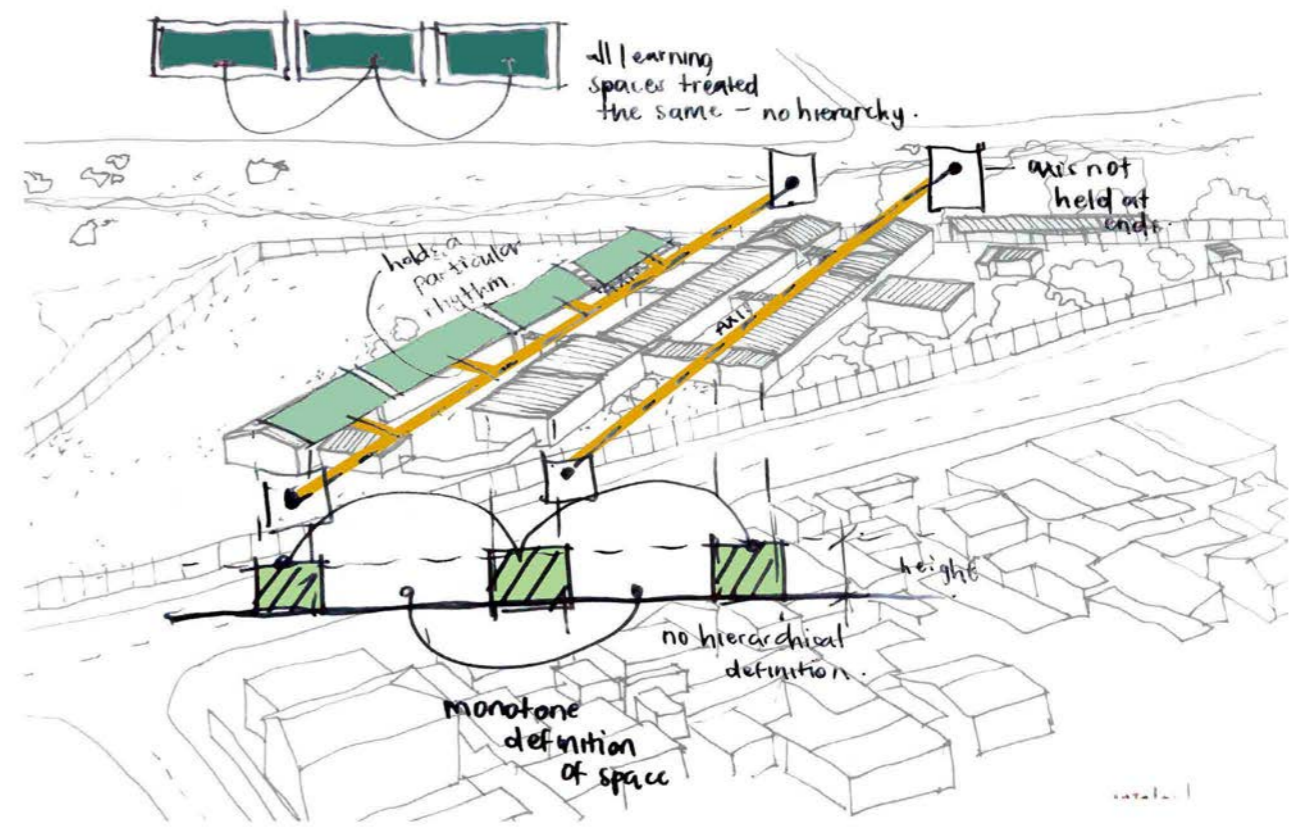 all learning
spaces treated
the same - no hierarchy.
axis not
held at
ends.
holds a
particular
rhythm
AXIS
height
no hierarchical
definition.
monotone
definition
of space